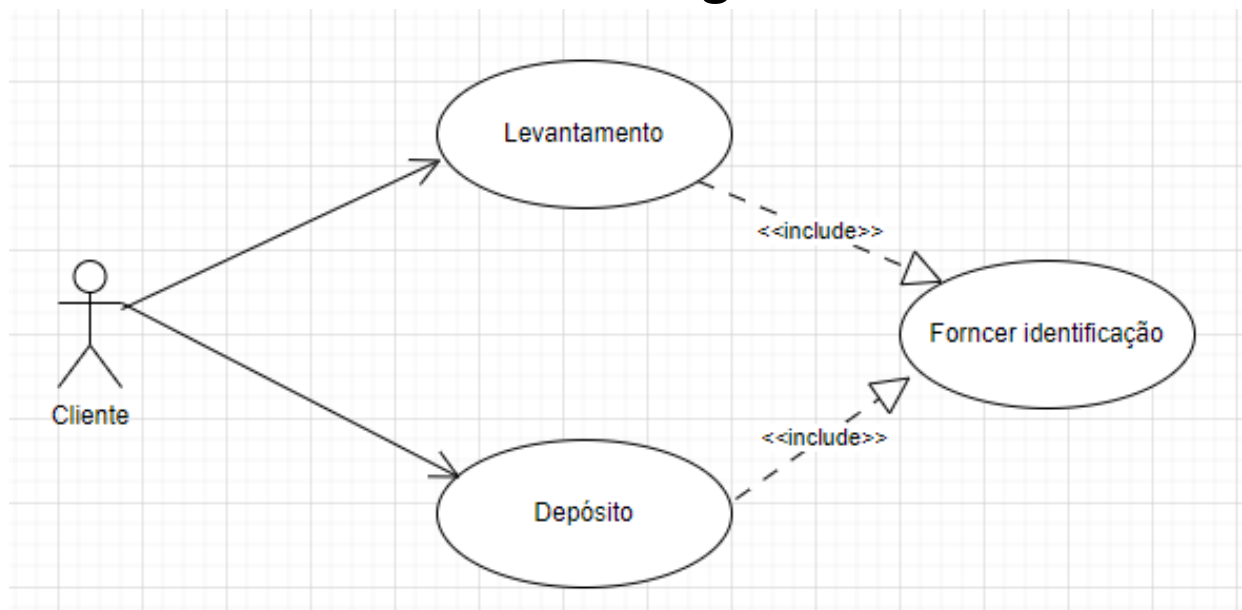 Levantamento
<<include>>
Forncer identificação
Cliente
<<include>>
Depósito